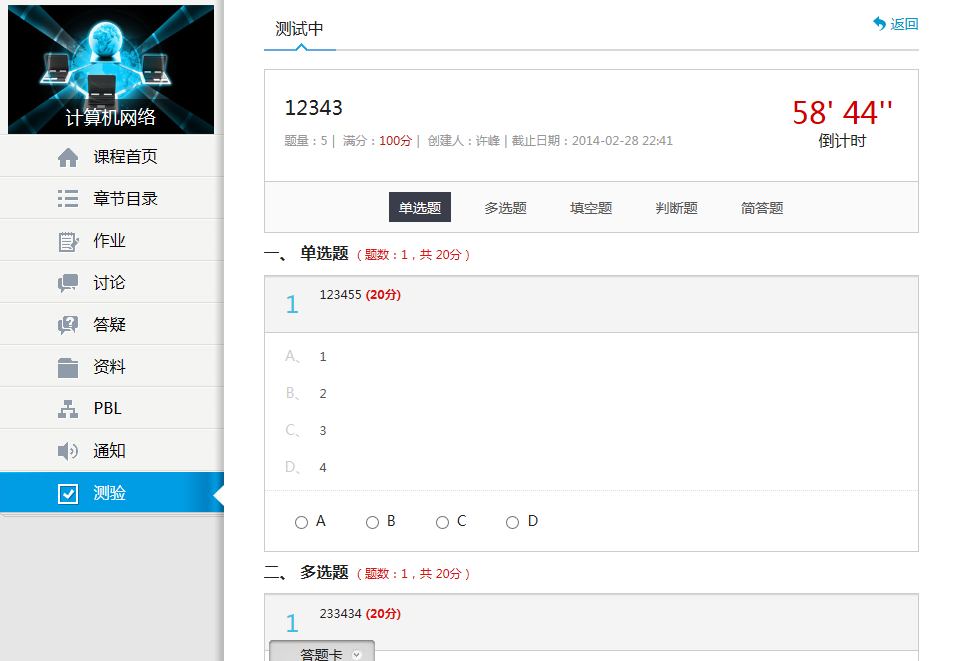 计算机网络
课程首页
章节目录
作业
讨论
答疑
资料
PBL
通知
测验
测试中
返回
12343
58' 44''
题量：5 | 满分：100分 | 创建人：许峰 | 截止日期：2014-02-28 22:41
倒计时
单选题 多选题 填空题 判断题 简答题
一、 单选题 （ 题数：1，共 20分 ）
1 123455 (20分)
A、 1
B、 2
C、 3
D、 4
A B C D
二、 多选题 （ 题数：1，共 20分 ）
1 233434 (20分)
答题卡